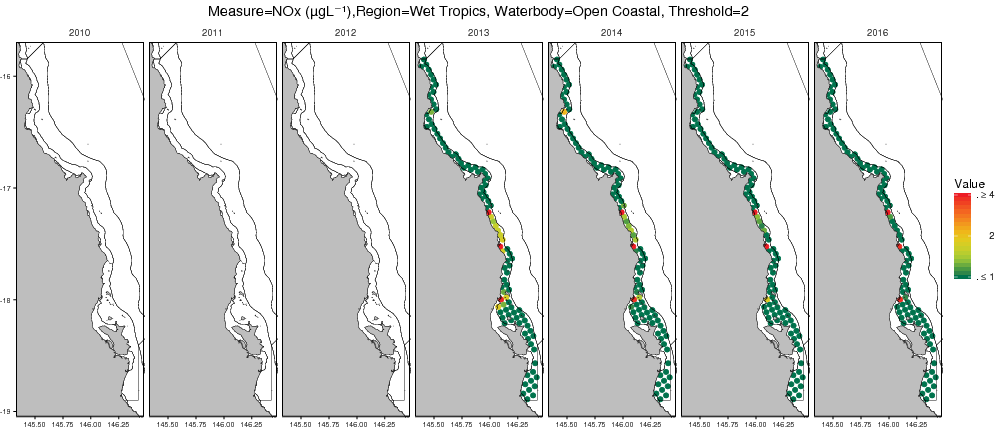 Measure=NOx (µgL⁻¹),Region=Wet Tropics, Waterbody=Open Coastal, Threshold=2
2010 2011 2012 2013 2014 2015 2016
-16
-17
-18
-19
145.50 145.75 146.00 146.25 145.50 145.75 146.00 146.25 145.50 145.75 146.00 146.25 145.50 145.75 146.00 146.25 145.50 145.75 146.00 146.25 145.50 145.75 146.00 146.25 145.50 145.75 146.00 146.25
Value
. ≥ 4
2
. ≤ 1